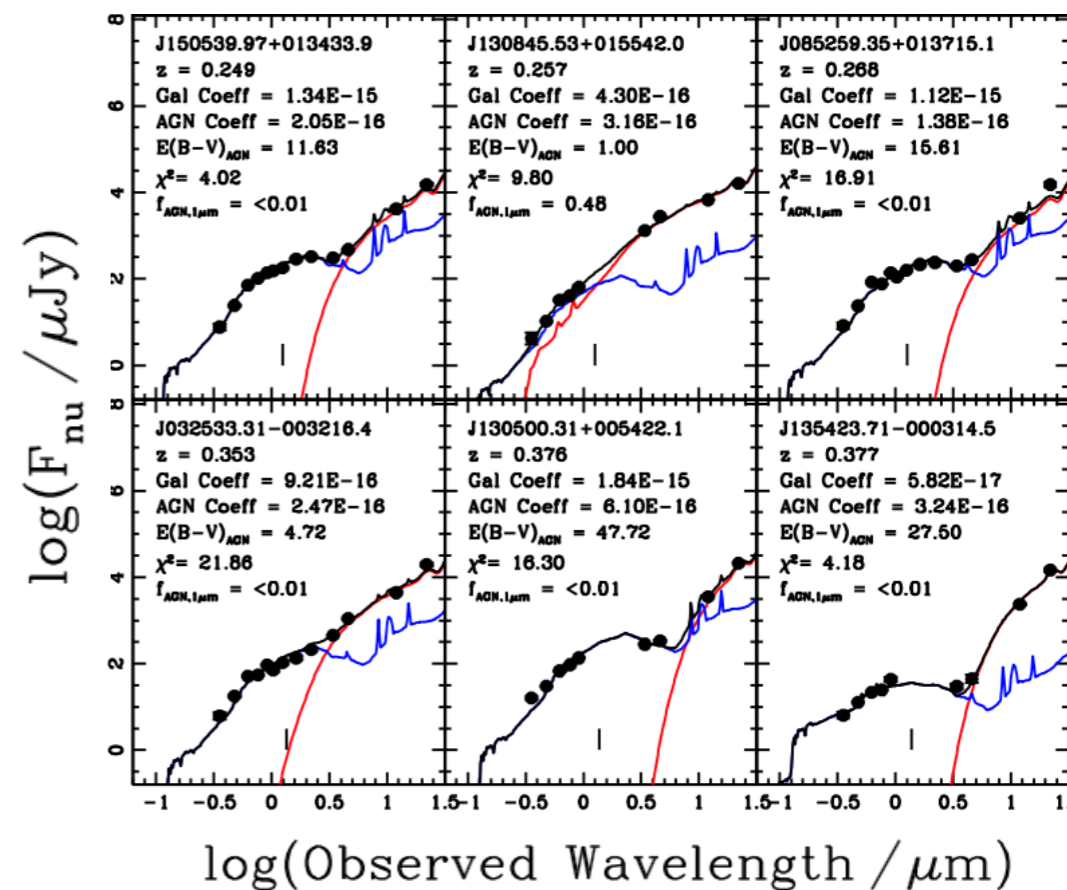 J150539.97+013433.9
z = 0.249
Gal Coeff = 1.34E-15
AGN Coeff = 2.05E-16
E(B-V)AGN = 11.63
χ²= 4.02
fAGN,1μm = <0.01
J130845.53+015542.0
z = 0.257
Gal Coeff = 4.30E-16
AGN Coeff = 3.16E-16
E(B-V)AGN = 1.00
χ²= 9.80
fAGN,1μm = 0.48
J085259.35+013715.1
z = 0.268
Gal Coeff = 1.12E-15
AGN Coeff = 1.38E-16
E(B-V)AGN = 15.61
χ²= 16.91
fAGN,1μm = <0.01
8
6
4
2
0
J032533.31-003216.4
z = 0.353
Gal Coeff = 9.21E-16
AGN Coeff = 2.47E-16
E(B-V)AGN = 4.72
χ²= 21.86
fAGN,1μm = <0.01
J130500.31+005422.1
z = 0.376
Gal Coeff = 1.84E-15
AGN Coeff = 6.10E-16
E(B-V)AGN = 47.72
χ²= 16.30
fAGN,1μm = <0.01
J135423.71-000314.5
z = 0.377
Gal Coeff = 5.82E-17
AGN Coeff = 3.24E-16
E(B-V)AGN = 27.50
χ²= 4.18
fAGN,1μm = <0.01
8
6
4
2
0
-1 -0.5 0 0.5 1 1.5-1 -0.5 0 0.5 1 1.5-1 -0.5 0 0.5 1 1.5
log(Fnu /μJy)
log(Observed Wavelength /μm)